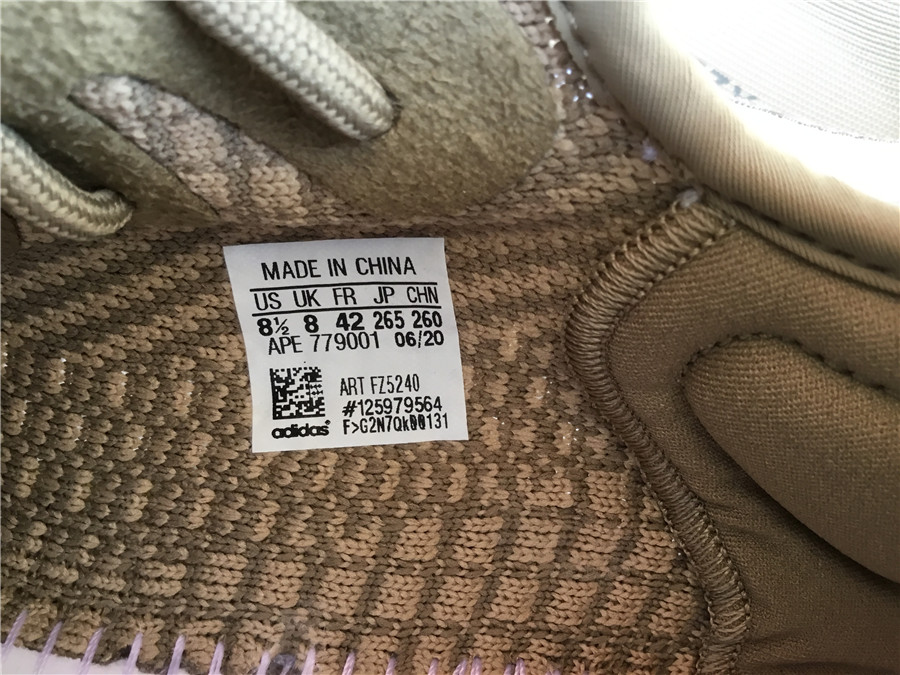 MADE IN CHINA
US UK FR JP CHN
8½ 8 42 265 260
APE 779001 06/20
ART FZ5240
#125979564
adidas® F>G2N7QkD0131